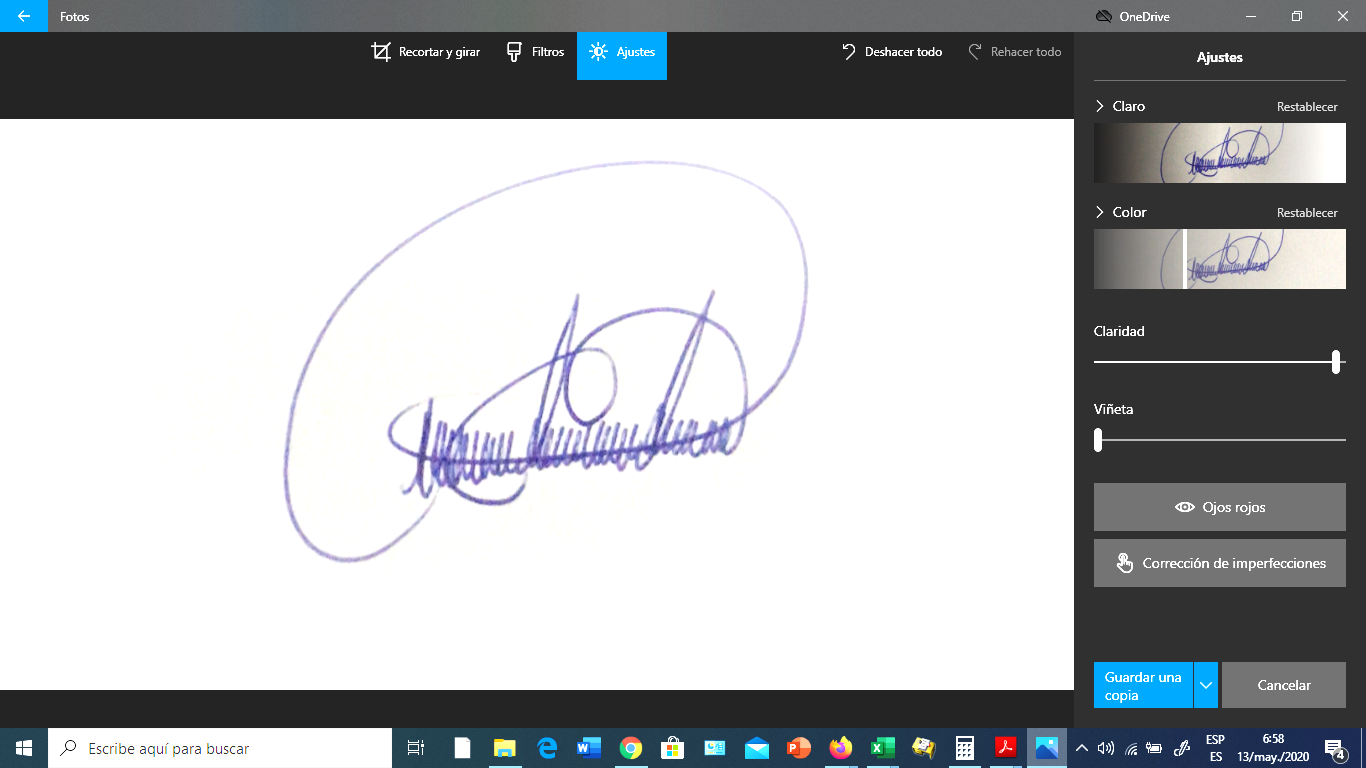 Fotos
OneDrive
Recortar y girar
Filtros
Ajustes
Deshacer todo
Rehacer todo
Ajustes
Claro
Restablecer
Color
Restablecer
Claridad
Viñeta
Ojos rojos
Corrección de imperfecciones
Guardar una
copia
Cancelar
Escribe aquí para buscar
ESP
ES
6:58
13/may./2020
4